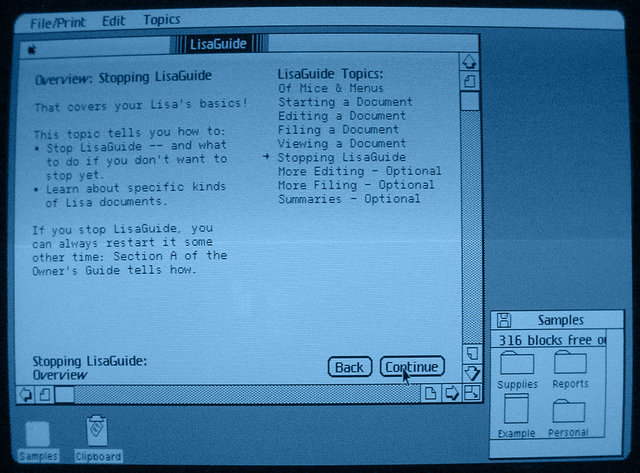 File/Print Edit Topics
LisaGuide
Overview: Stopping LisaGuide
That covers your Lisa's basics!
This topic tells you how to:
• Stop LisaGuide -- and what
to do if you don't want to
stop yet.
• Learn about specific kinds
of Lisa documents.
If you stop LisaGuide, you
can always restart it some
other time: Section A of the
Owner's Guide tells how.
LisaGuide Topics:
Of Mice & Menus
Starting a Document
Editing a Document
Filing a Document
Viewing a Document
→ Stopping LisaGuide
More Editing - Optional
More Filing - Optional
Summaries - Optional
Stopping LisaGuide:
Overview
Back Continue
Samples
316 blocks free o
Supplies Reports
Example Personal
Samples Clipboard